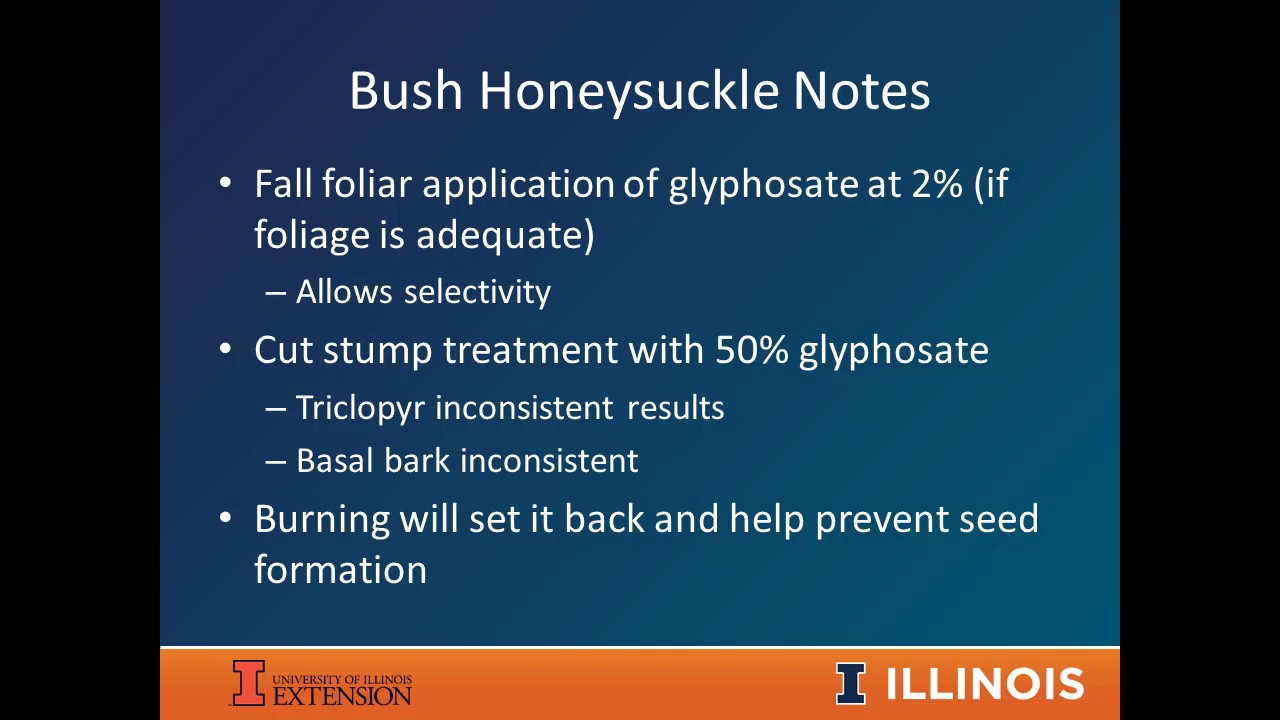 Bush Honeysuckle Notes
• Fall foliar application of glyphosate at 2% (if
foliage is adequate)
– Allows selectivity
• Cut stump treatment with 50% glyphosate
– Triclopyr inconsistent results
– Basal bark inconsistent
• Burning will set it back and help prevent seed
formation
UNIVERSITY OF ILLINOIS
EXTENSION
I ILLINOIS